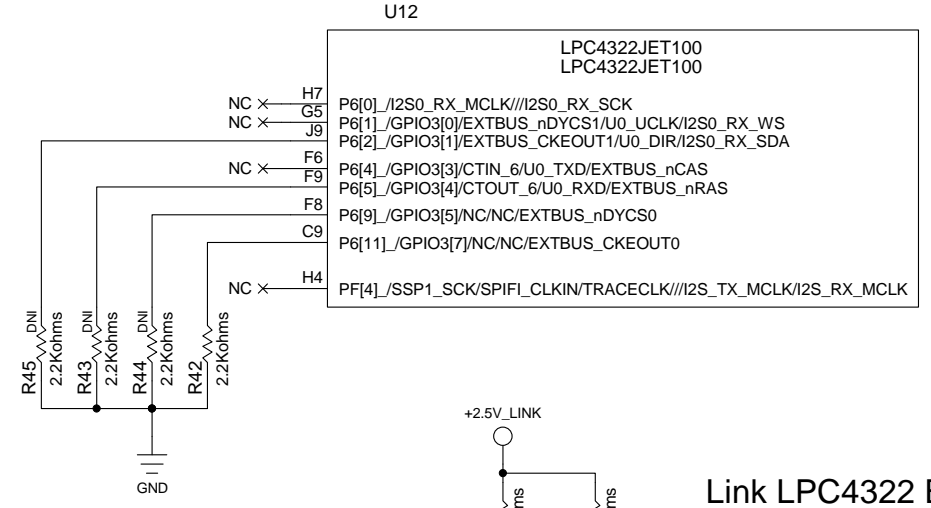 U12
LPC4322JET100
LPC4322JET100
NC H7 P6[0]_/I2S0_RX_MCLK///I2S0_RX_SCK
NC G5 P6[1]_/GPIO3[0]/EXTBUS_nDYCS1/U0_UCLK/I2S0_RX_WS
J9 P6[2]_/GPIO3[1]/EXTBUS_CKEOUT1/U0_DIR/I2S0_RX_SDA
NC F6 P6[4]_/GPIO3[3]/CTIN_6/U0_TXD/EXTBUS_nCAS
F9 P6[5]_/GPIO3[4]/CTOUT_6/U0_RXD/EXTBUS_nRAS
F8 P6[9]_/GPIO3[5]/NC/NC/EXTBUS_nDYCS0
C9 P6[11]_/GPIO3[7]/NC/NC/EXTBUS_CKEOUT0
NC H4 PF[4]_/SSP1_SCK/SPIFI_CLKIN/TRACECLK///I2S_TX_MCLK/I2S_RX_MCLK
R45
DNI
2.2Kohms
R43
DNI
2.2Kohms
R44
DNI
2.2Kohms
R42
2.2Kohms
GND
+2.5V_LINK
ms
ms
Link LPC4322